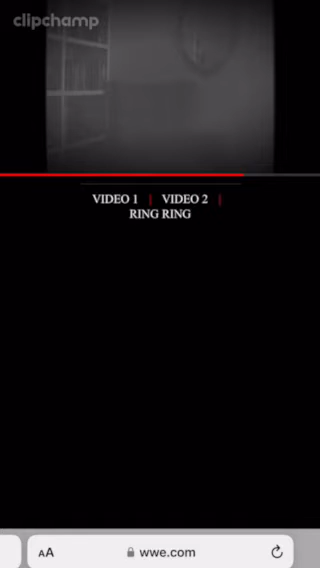 clipchamp
VIDEO 1 | VIDEO 2 |
RING RING
AA wwe.com